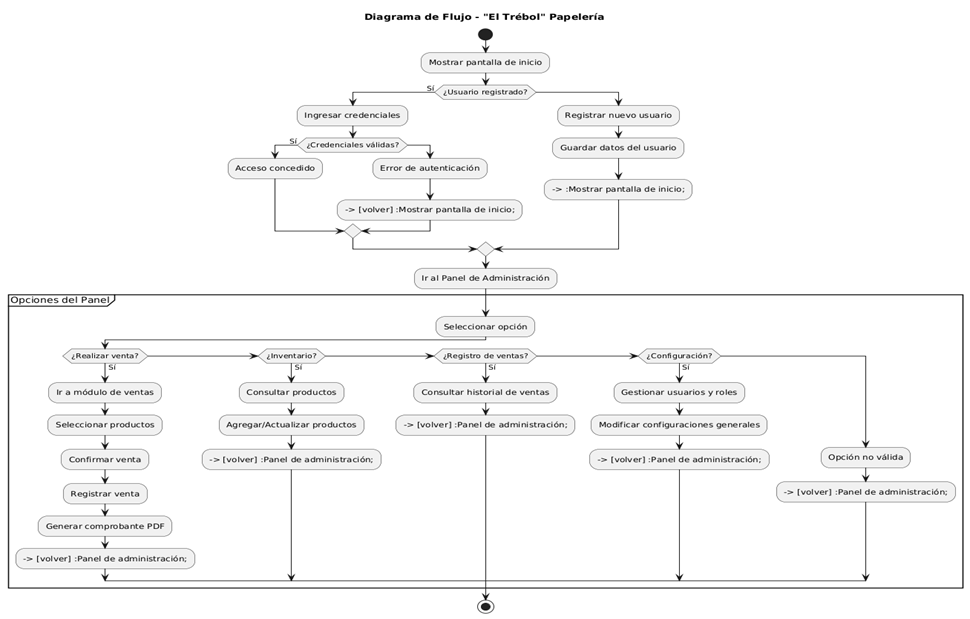 Diagrama de Flujo - "El Trébol" Papelería
Mostrar pantalla de inicio
¿Usuario registrado?
Sí
Ingresar credenciales
Registrar nuevo usuario
¿Credenciales válidas?
Sí
Guardar datos del usuario
Acceso concedido
Error de autenticación
-> :Mostrar pantalla de inicio;
-> [volver] :Mostrar pantalla de inicio;
Ir al Panel de Administración
Opciones del Panel
Seleccionar opción
¿Realizar venta?
¿Inventario?
¿Registro de ventas?
¿Configuración?
Sí
Sí
Sí
Sí
Ir a módulo de ventas
Consultar productos
Consultar historial de ventas
Gestionar usuarios y roles
Seleccionar productos
Agregar/Actualizar productos
-> [volver] :Panel de administración;
Modificar configuraciones generales
Confirmar venta
-> [volver] :Panel de administración;
-> [volver] :Panel de administración;
Opción no válida
Registrar venta
-> [volver] :Panel de administración;
Generar comprobante PDF
-> [volver] :Panel de administración;